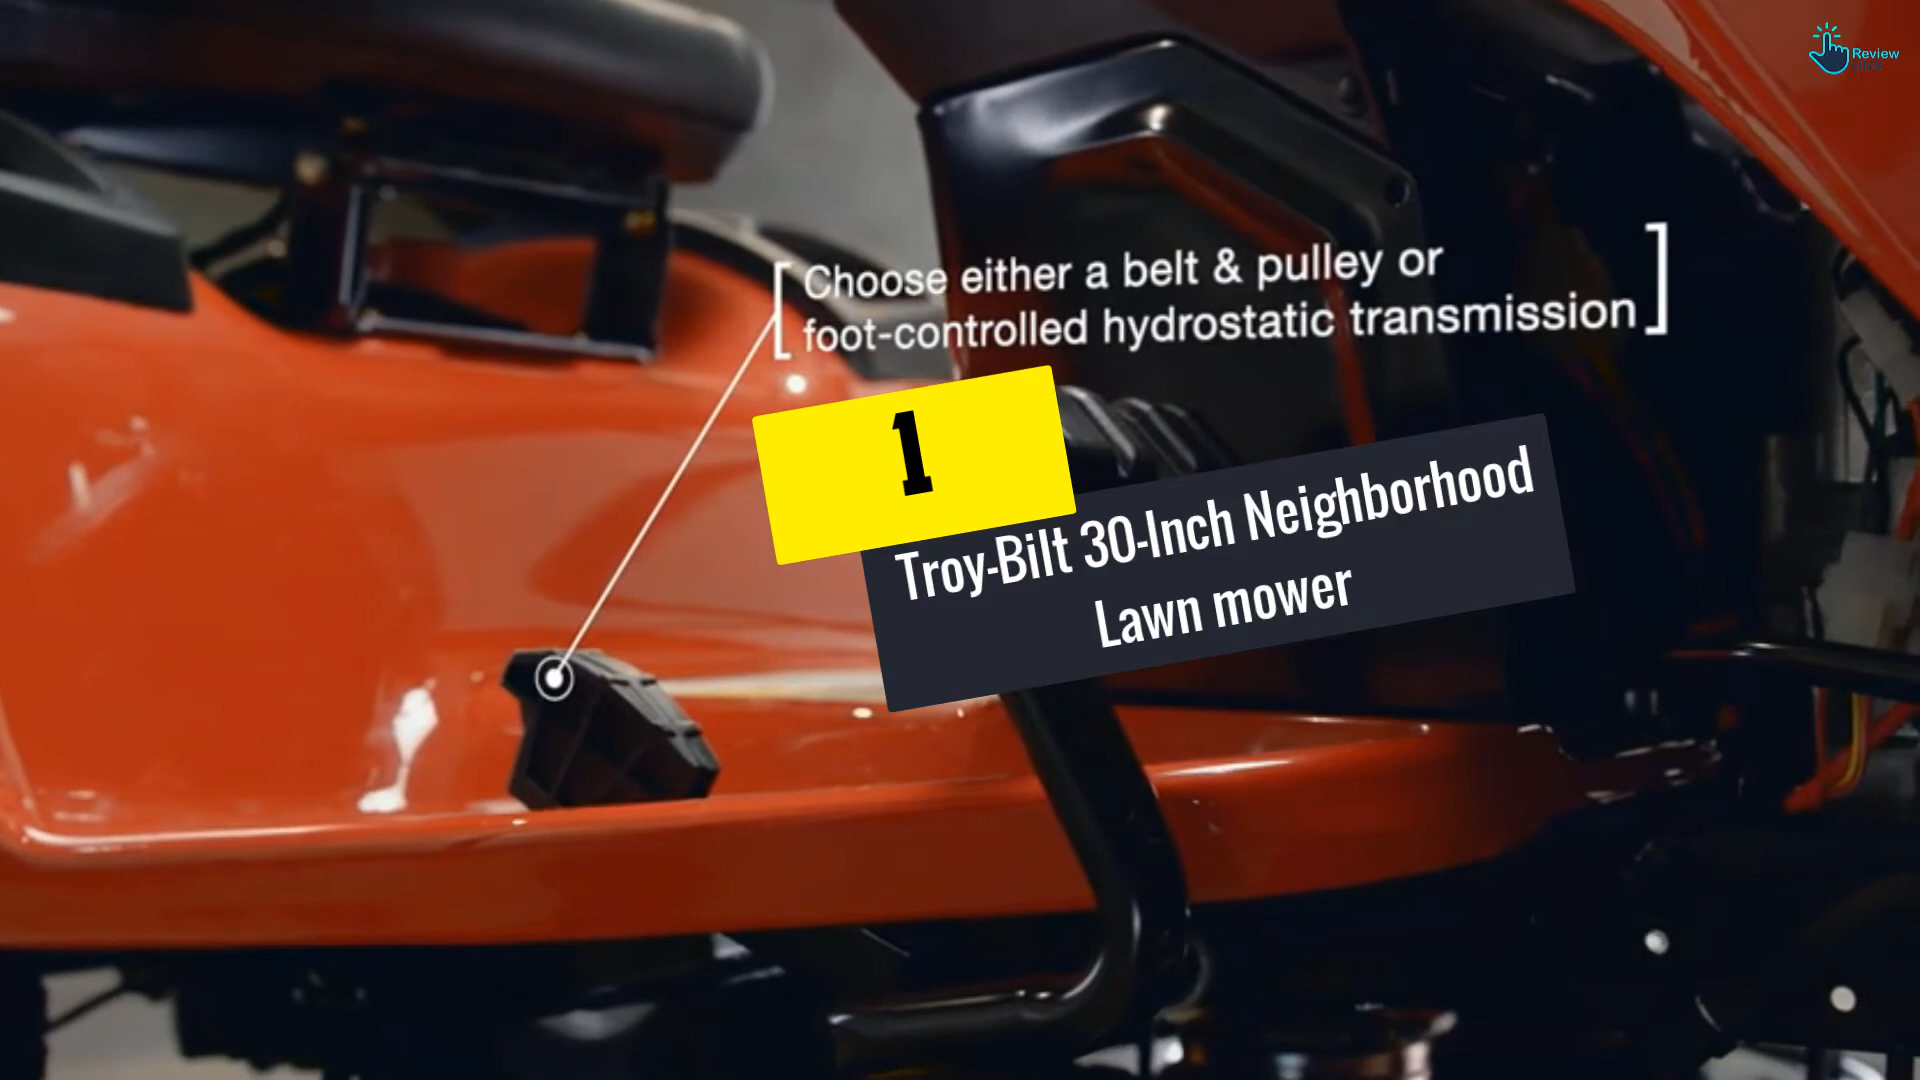 Review
Choose either a belt & pulley or
foot-controlled hydrostatic transmission
1
Troy-Bilt 30-Inch Neighborhood
Lawn mower